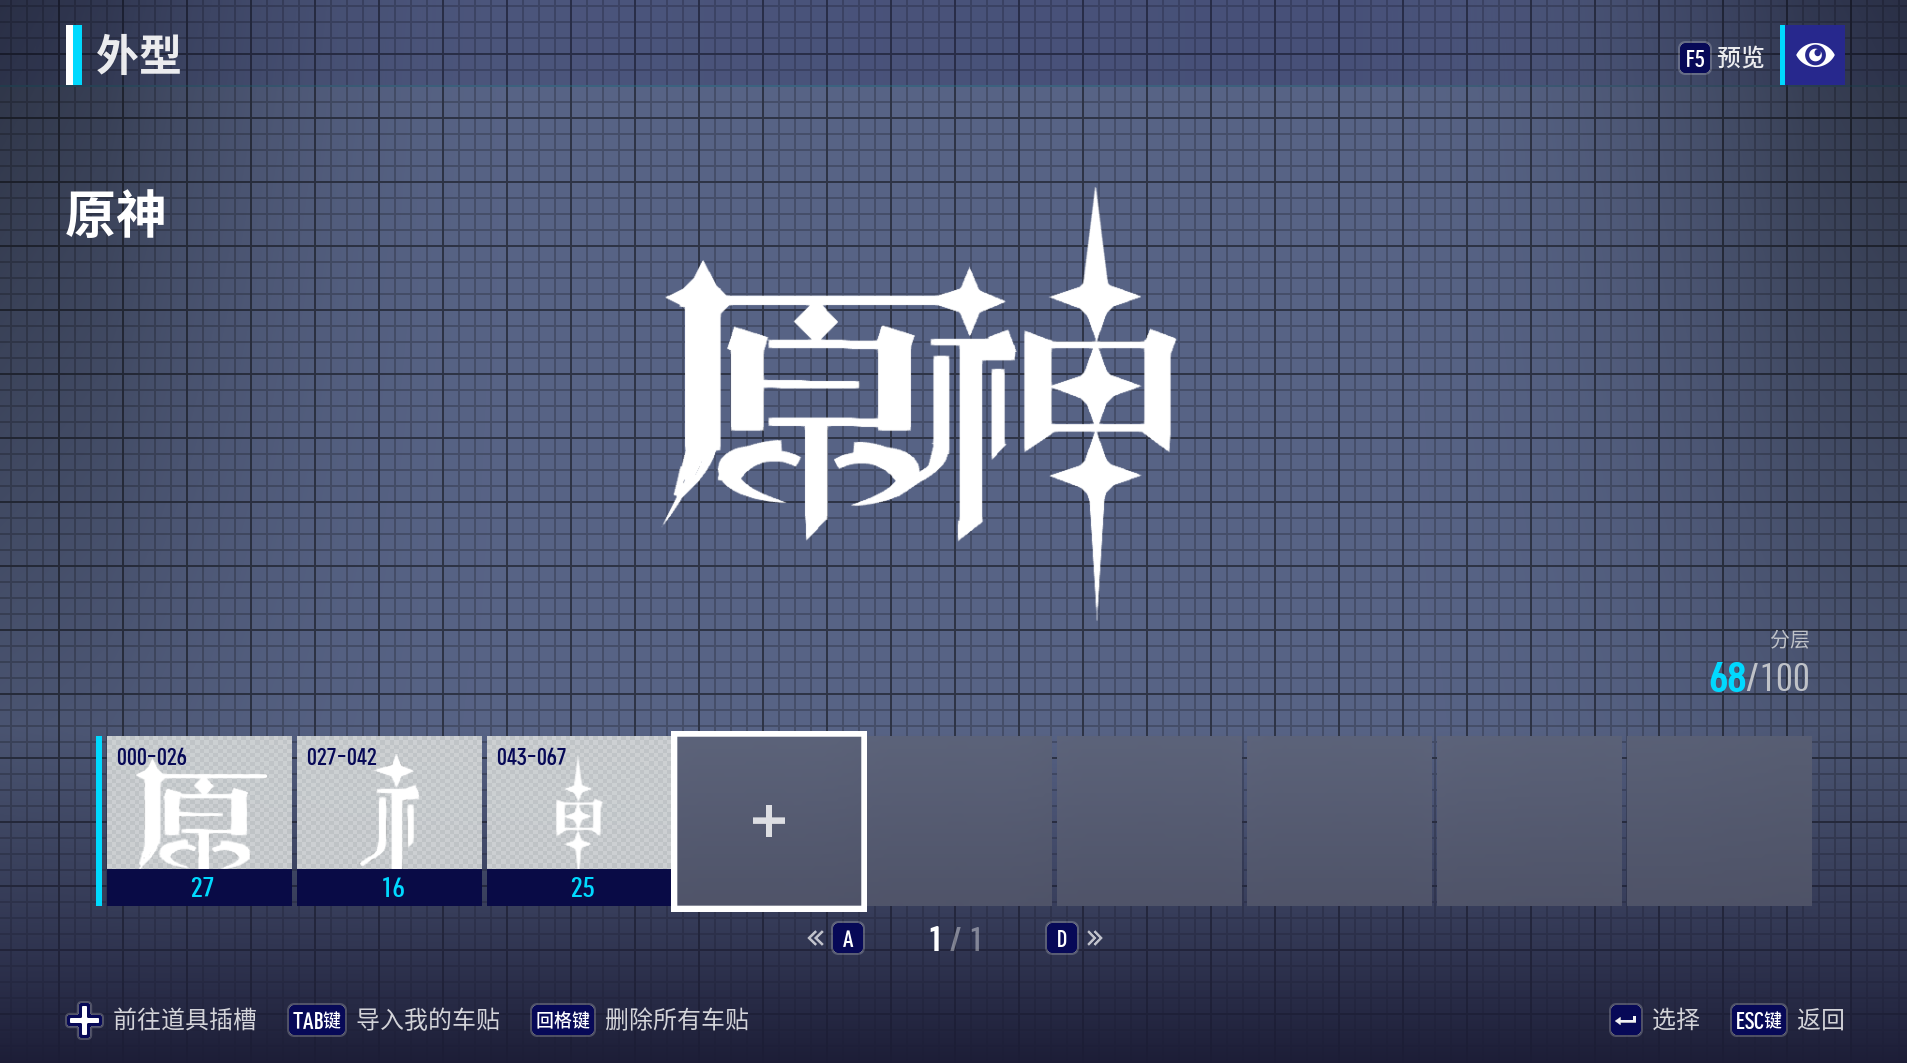 外型
F5 预览
原神
原神
分层
68/100
000-026
027-042
043-067
27
16
25
A
1 / 1
D
前往道具插槽
TAB键 导入我的车贴
回格键 删除所有车贴
选择
ESC键 返回